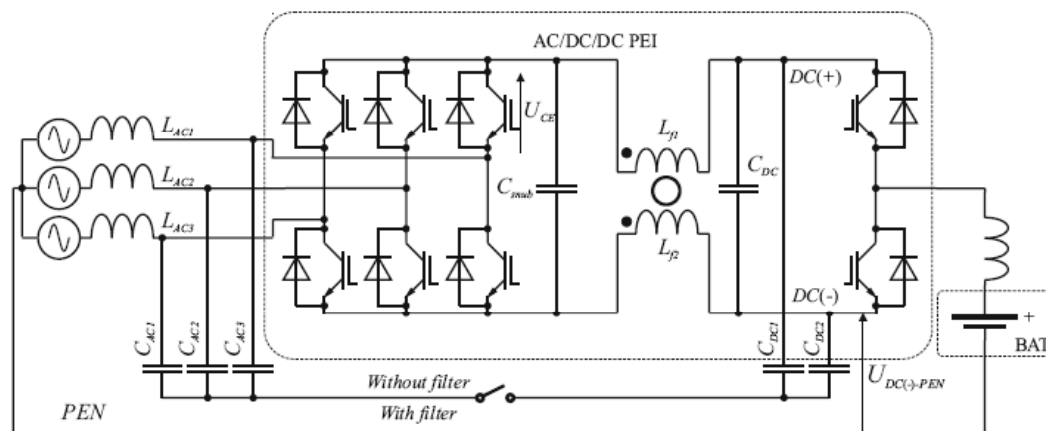 AC/DC/DC PEI
U_CE
DC(+)
L_AC1
L_f1
C_DC
L_AC2
C_snub
L_AC3
L_f2
DC(-)
+
BAT
C_AC1
C_AC2
C_AC3
C_DC1
C_DC2
Without filter
With filter
U_DC(-)-PEN
PEN